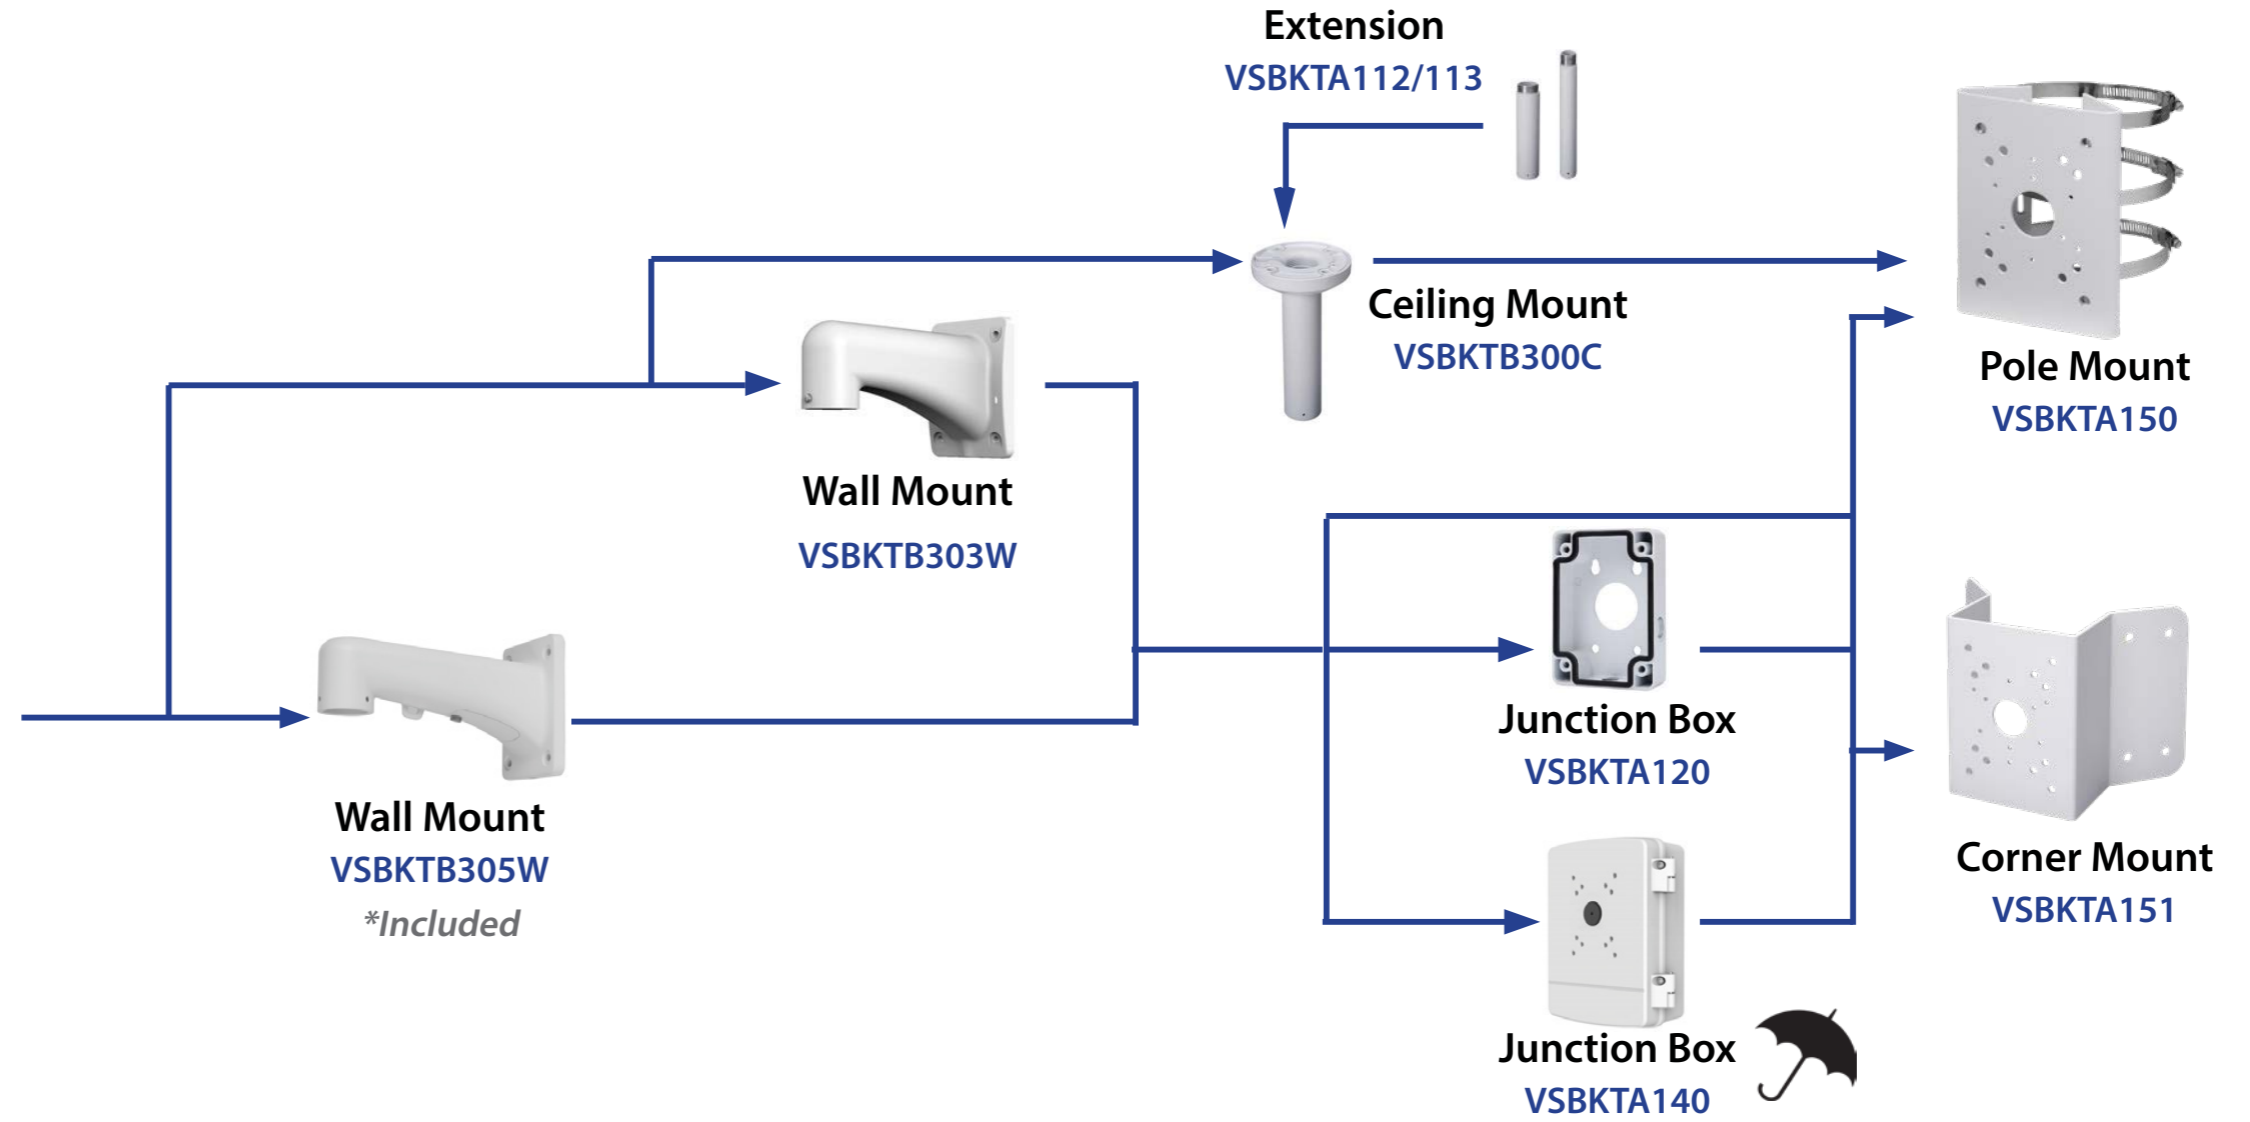 Extension
VSBKTA112/113
Ceiling Mount
VSBKTB300C
Pole Mount
VSBKTA150
Wall Mount
VSBKTB303W
Junction Box
VSBKTA120
Wall Mount
VSBKTB305W
*Included
Corner Mount
VSBKTA151
Junction Box
VSBKTA140